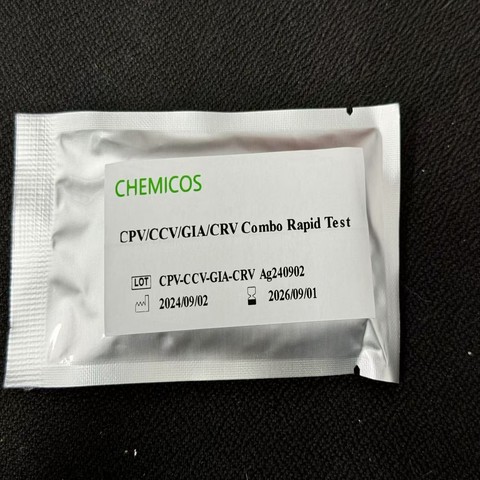 CHEMICOS
CPV/CCV/GIA/CRV Combo Rapid Test
LOT CPV-CCV-GIA-CRV Ag240902
2024/09/02 2026/09/01